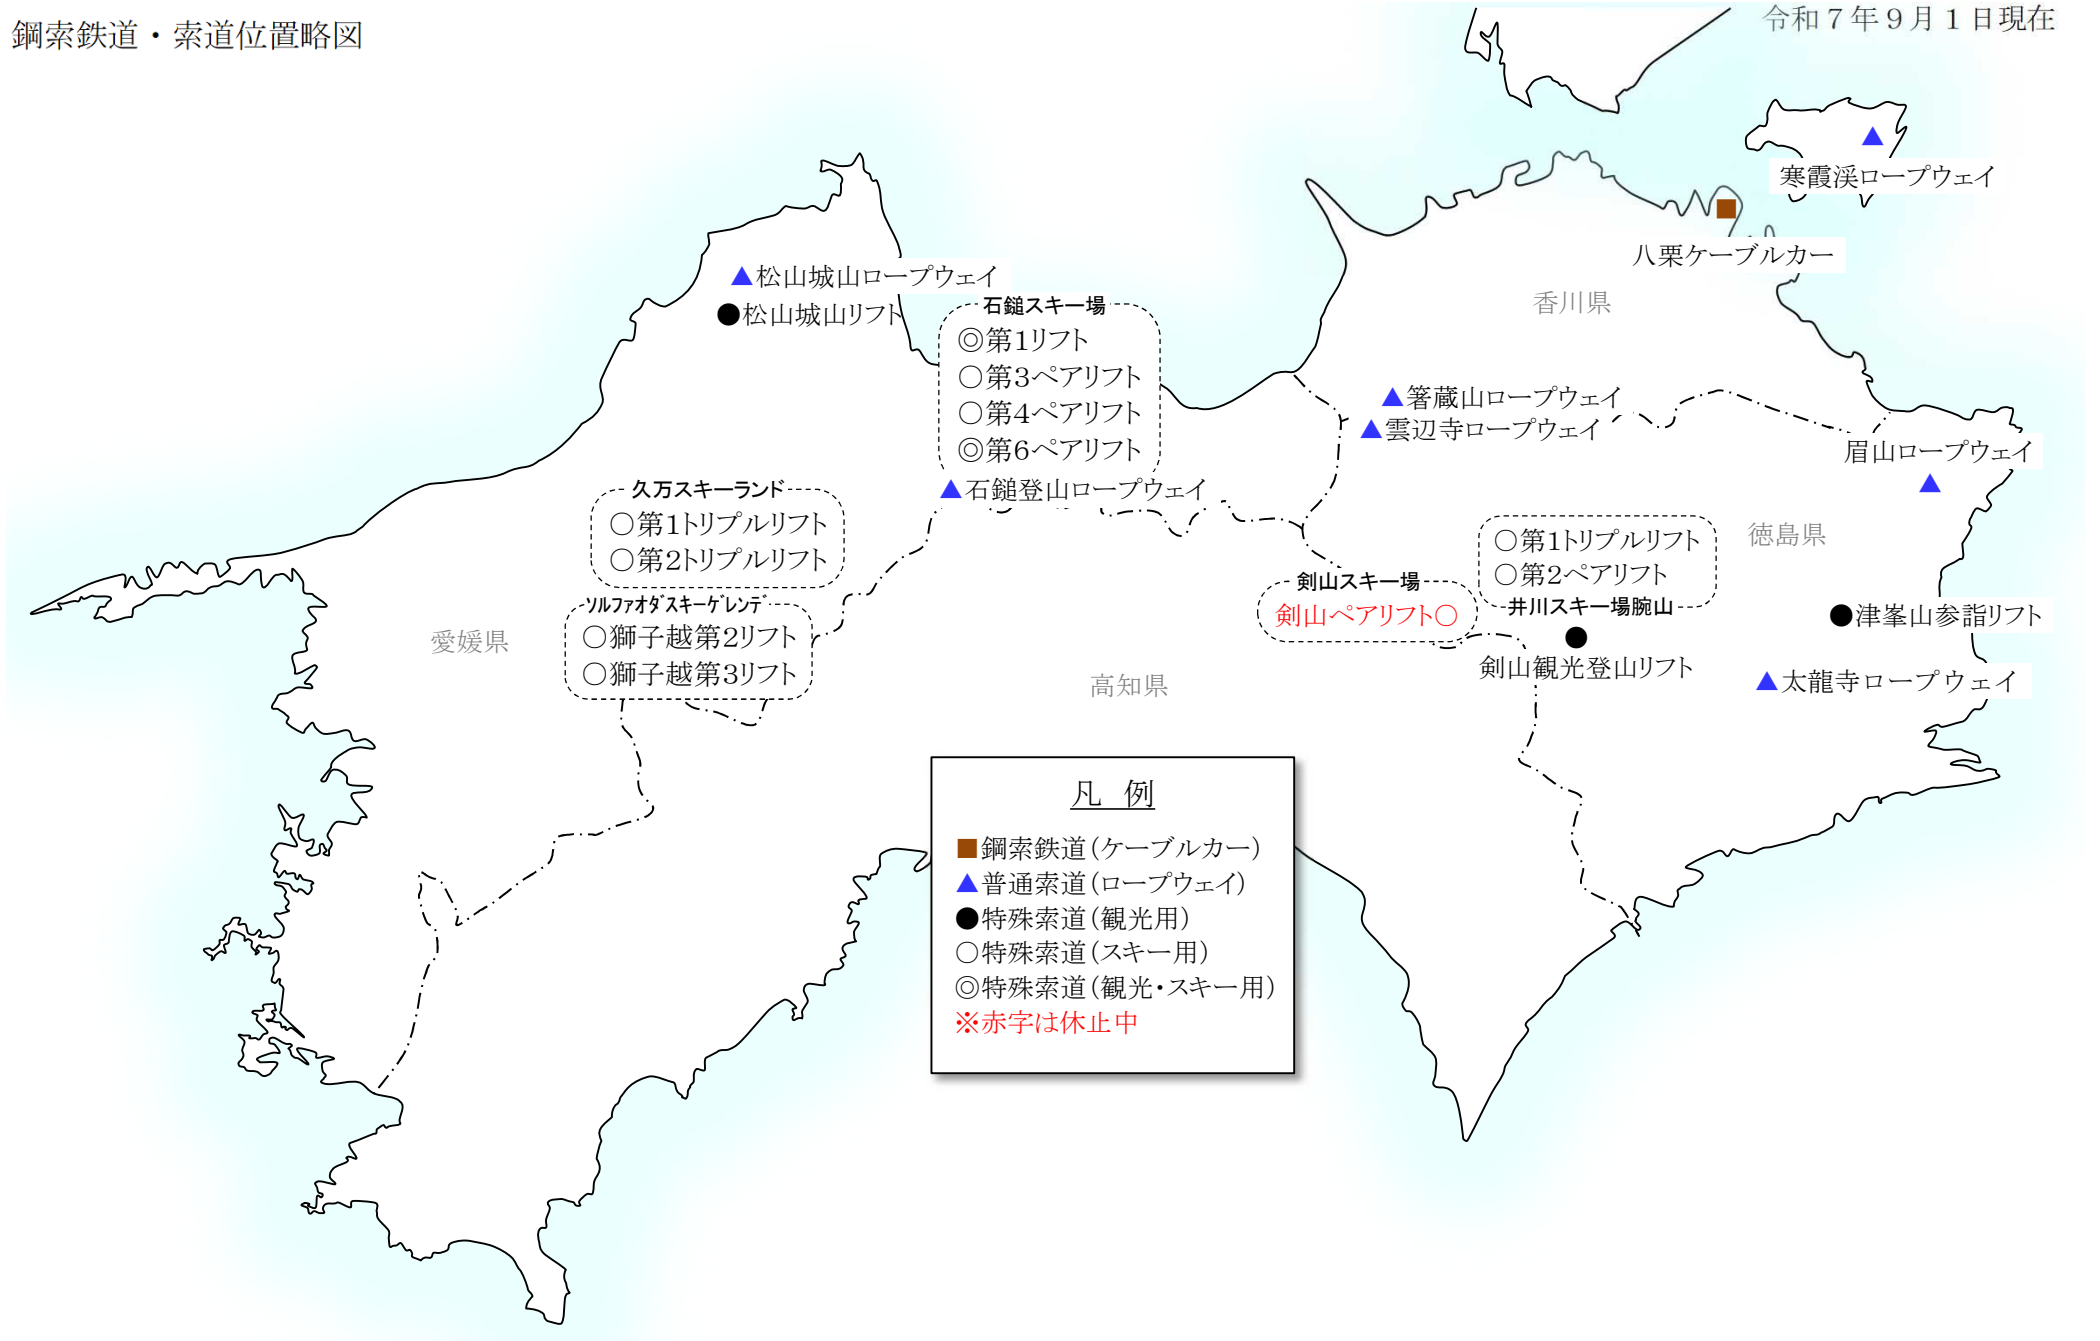 鋼索鉄道・索道位置略図
令和７年９月１日現在
寒霞渓ロープウェイ
八栗ケーブルカー
香川県
松山城山ロープウェイ
松山城山リフト
石鎚スキー場
◎第1リフト
○第3ペアリフト
○第4ペアリフト
◎第6ペアリフト
石鎚登山ロープウェイ
箸蔵山ロープウェイ
雲辺寺ロープウェイ
眉山ロープウェイ
久万スキーランド
○第1トリプルリフト
○第2トリプルリフト
ｿﾙﾌｧｵﾀﾞｽｷｰｹﾞﾚﾝﾃﾞ
○獅子越第2リフト
○獅子越第3リフト
愛媛県
高知県
徳島県
剣山スキー場
剣山ペアリフト○
○第1トリプルリフト
○第2ペアリフト
井川スキー場腕山
剣山観光登山リフト
津峯山参詣リフト
太龍寺ロープウェイ
凡 例
■鋼索鉄道(ケーブルカー)
▲普通索道(ロープウェイ)
●特殊索道(観光用)
○特殊索道(スキー用)
◎特殊索道(観光・スキー用)
※赤字は休止中